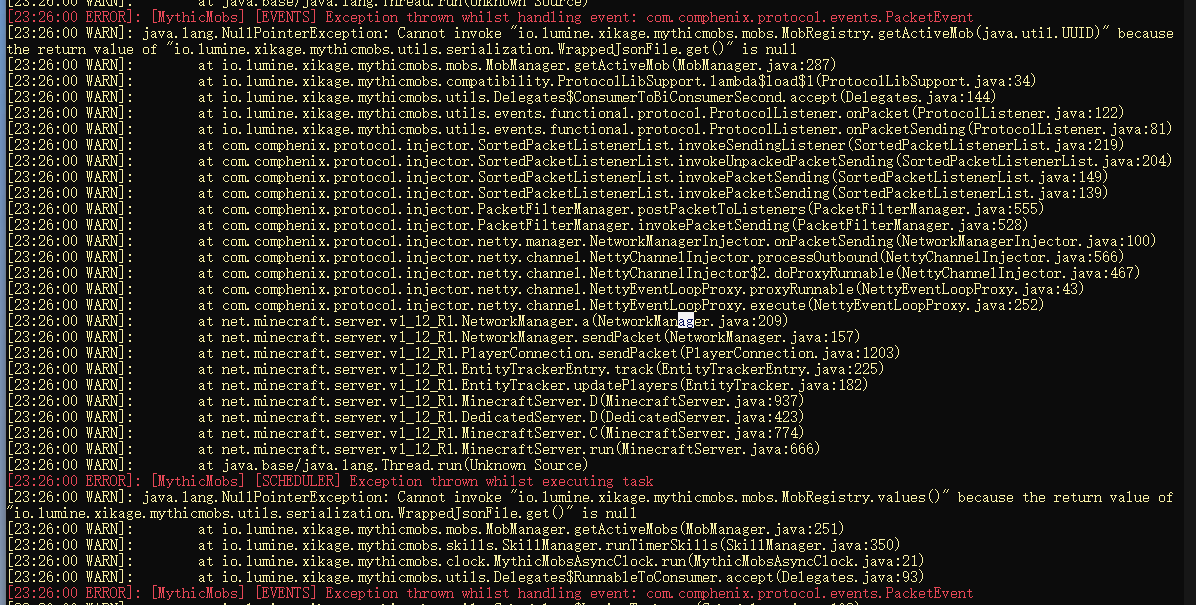 [23:26:00 WARN]:        at java.base/java.lang.Thread.run(Unknown Source)
[23:26:00 ERROR]: [MythicMobs] [EVENTS] Exception thrown whilst handling event: com.comphenix.protocol.events.PacketEvent
[23:26:00 WARN]: java.lang.NullPointerException: Cannot invoke "io.lumine.xikage.mythicmobs.mobs.MobRegistry.getActiveMob(java.util.UUID)" because
the return value of "io.lumine.xikage.mythicmobs.utils.serialization.WrappedJsonFile.get()" is null
[23:26:00 WARN]:        at io.lumine.xikage.mythicmobs.mobs.MobManager.getActiveMob(MobManager.java:287)
[23:26:00 WARN]:        at io.lumine.xikage.mythicmobs.compatibility.ProtocolLibSupport.lambda$load$1(ProtocolLibSupport.java:34)
[23:26:00 WARN]:        at io.lumine.xikage.mythicmobs.utils.Delegates$ConsumerToBiConsumerSecond.accept(Delegates.java:144)
[23:26:00 WARN]:        at io.lumine.xikage.mythicmobs.utils.events.functional.protocol.ProtocolListener.onPacket(ProtocolListener.java:122)
[23:26:00 WARN]:        at io.lumine.xikage.mythicmobs.utils.events.functional.protocol.ProtocolListener.onPacketSending(ProtocolListener.java:81)
[23:26:00 WARN]:        at com.comphenix.protocol.injector.SortedPacketListenerList.invokeSendingListener(SortedPacketListenerList.java:219)
[23:26:00 WARN]:        at com.comphenix.protocol.injector.SortedPacketListenerList.invokeUnpackedPacketSending(SortedPacketListenerList.java:204)
[23:26:00 WARN]:        at com.comphenix.protocol.injector.SortedPacketListenerList.invokePacketSending(SortedPacketListenerList.java:149)
[23:26:00 WARN]:        at com.comphenix.protocol.injector.SortedPacketListenerList.invokePacketSending(SortedPacketListenerList.java:139)
[23:26:00 WARN]:        at com.comphenix.protocol.injector.PacketFilterManager.postPacketToListeners(PacketFilterManager.java:555)
[23:26:00 WARN]:        at com.comphenix.protocol.injector.PacketFilterManager.invokePacketSending(PacketFilterManager.java:528)
[23:26:00 WARN]:        at com.comphenix.protocol.injector.netty.manager.NetworkManagerInjector.onPacketSending(NetworkManagerInjector.java:100)
[23:26:00 WARN]:        at com.comphenix.protocol.injector.netty.channel.NettyChannelInjector.processOutbound(NettyChannelInjector.java:566)
[23:26:00 WARN]:        at com.comphenix.protocol.injector.netty.channel.NettyChannelInjector$2.doProxyRunnable(NettyChannelInjector.java:467)
[23:26:00 WARN]:        at com.comphenix.protocol.injector.netty.channel.NettyEventLoopProxy.proxyRunnable(NettyEventLoopProxy.java:43)
[23:26:00 WARN]:        at com.comphenix.protocol.injector.netty.channel.NettyEventLoopProxy.execute(NettyEventLoopProxy.java:252)
[23:26:00 WARN]:        at net.minecraft.server.v1_12_R1.NetworkManager.a(NetworkManager.java:209)
[23:26:00 WARN]:        at net.minecraft.server.v1_12_R1.NetworkManager.sendPacket(NetworkManager.java:157)
[23:26:00 WARN]:        at net.minecraft.server.v1_12_R1.PlayerConnection.sendPacket(PlayerConnection.java:1203)
[23:26:00 WARN]:        at net.minecraft.server.v1_12_R1.EntityTrackerEntry.track(EntityTrackerEntry.java:225)
[23:26:00 WARN]:        at net.minecraft.server.v1_12_R1.EntityTracker.updatePlayers(EntityTracker.java:182)
[23:26:00 WARN]:        at net.minecraft.server.v1_12_R1.MinecraftServer.D(MinecraftServer.java:937)
[23:26:00 WARN]:        at net.minecraft.server.v1_12_R1.DedicatedServer.D(DedicatedServer.java:423)
[23:26:00 WARN]:        at net.minecraft.server.v1_12_R1.MinecraftServer.C(MinecraftServer.java:774)
[23:26:00 WARN]:        at net.minecraft.server.v1_12_R1.MinecraftServer.run(MinecraftServer.java:666)
[23:26:00 WARN]:        at java.base/java.lang.Thread.run(Unknown Source)
[23:26:00 ERROR]: [MythicMobs] [SCHEDULER] Exception thrown whilst executing task
[23:26:00 WARN]: java.lang.NullPointerException: Cannot invoke "io.lumine.xikage.mythicmobs.mobs.MobRegistry.values()" because the return value of
"io.lumine.xikage.mythicmobs.utils.serialization.WrappedJsonFile.get()" is null
[23:26:00 WARN]:        at io.lumine.xikage.mythicmobs.mobs.MobManager.getActiveMobs(MobManager.java:251)
[23:26:00 WARN]:        at io.lumine.xikage.mythicmobs.skills.SkillManager.runTimerSkills(SkillManager.java:350)
[23:26:00 WARN]:        at io.lumine.xikage.mythicmobs.clock.MythicMobsAsyncClock.run(MythicMobsAsyncClock.java:21)
[23:26:00 WARN]:        at io.lumine.xikage.mythicmobs.utils.Delegates$RunnableToConsumer.accept(Delegates.java:93)
[23:26:00 ERROR]: [MythicMobs] [EVENTS] Exception thrown whilst handling event: com.comphenix.protocol.events.PacketEvent